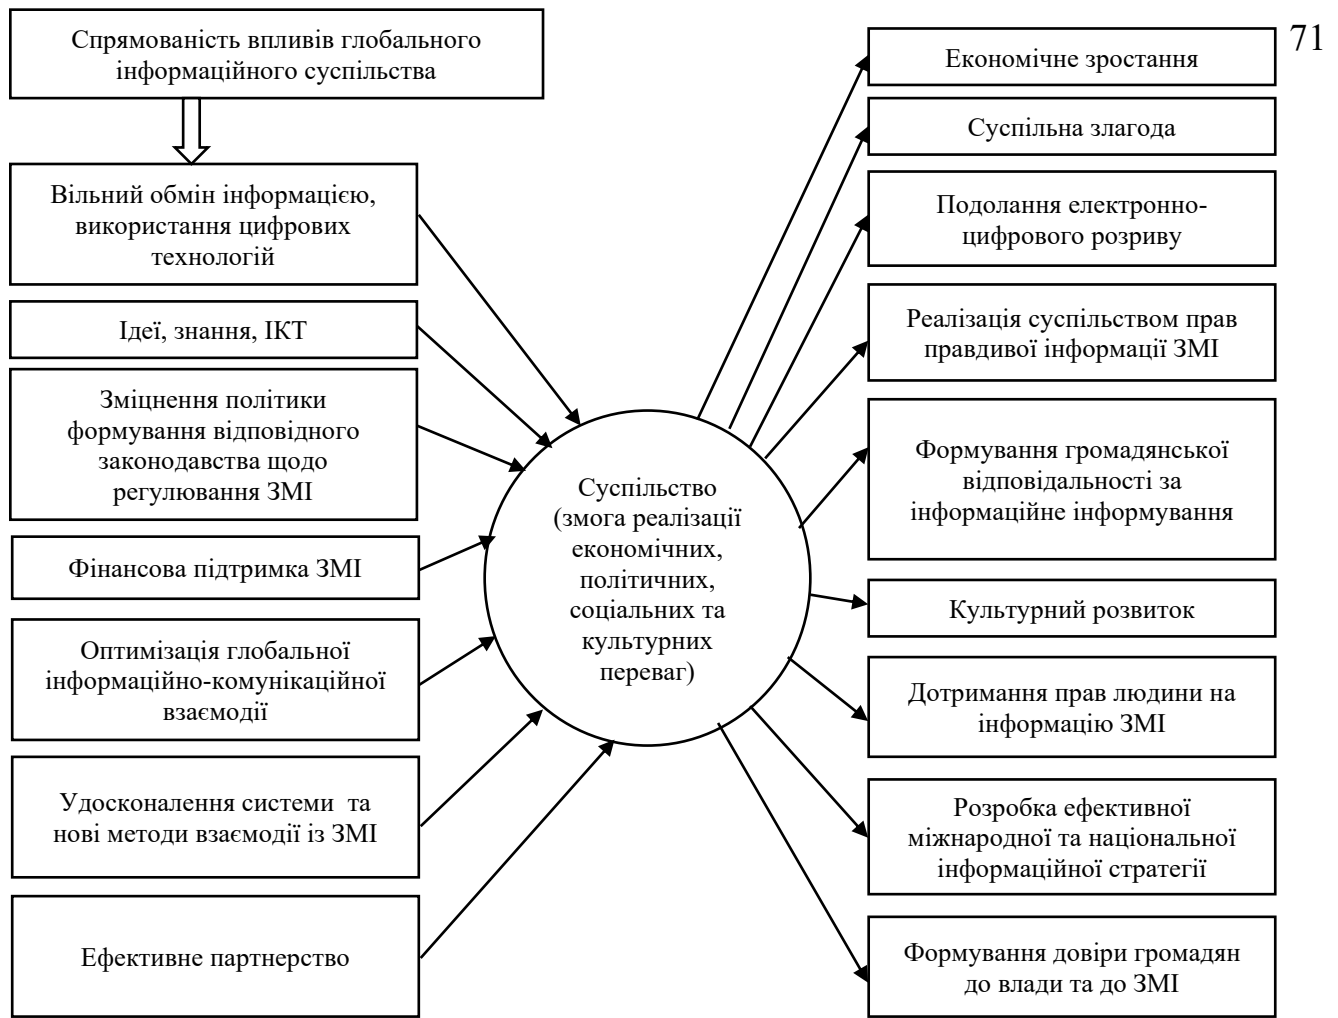 71
Спрямованість впливів глобального
інформаційного суспільства
Вільний обмін інформацією,
використання цифрових
технологій
Ідеї, знання, ІКТ
Зміцнення політики
формування відповідного
законодавства щодо
регулювання ЗМІ
Фінансова підтримка ЗМІ
Оптимізація глобальної
інформаційно-комунікаційної
взаємодії
Удосконалення системи та
нові методи взаємодії із ЗМІ
Ефективне партнерство
Суспільство
(змога реалізації
економічних,
політичних,
соціальних та
культурних
переваг)
Економічне зростання
Суспільна злагода
Подолання електронно-
цифрового розриву
Реалізація суспільством прав
правдивої інформації ЗМІ
Формування громадянської
відповідальності за
інформаційне інформування
Культурний розвиток
Дотримання прав людини на
інформацію ЗМІ
Розробка ефективної
міжнародної та національної
інформаційної стратегії
Формування довіри громадян
до влади та до ЗМІ